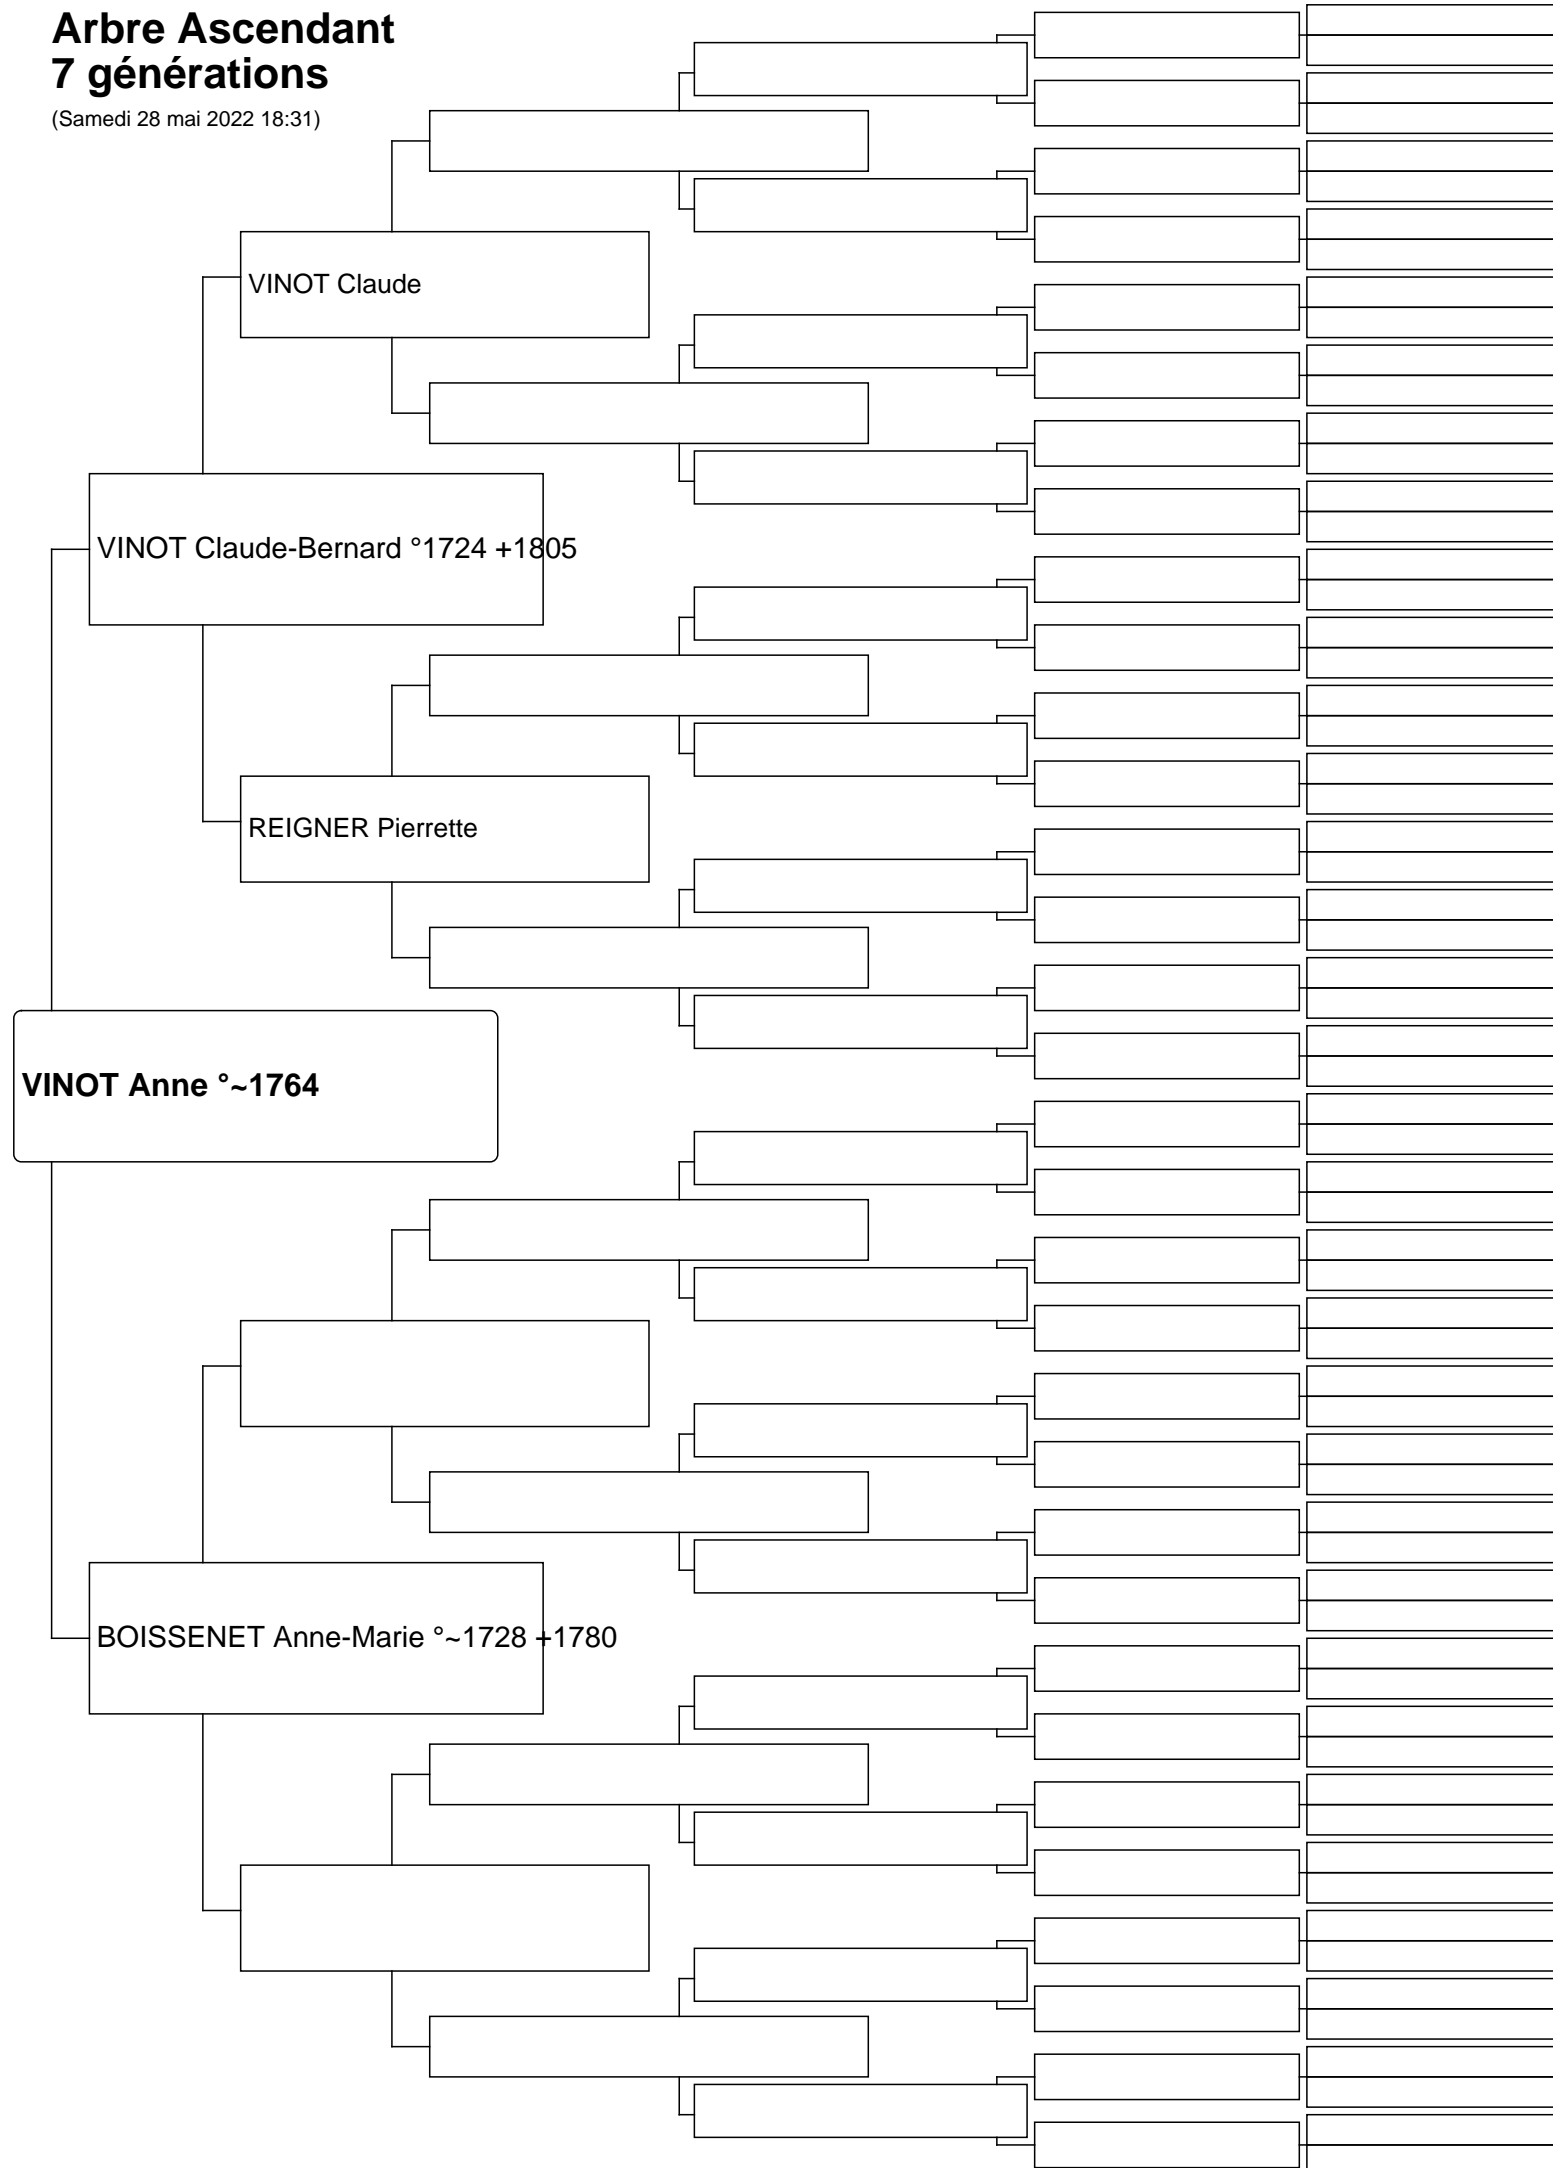 Arbre Ascendant
7 générations
(Samedi 28 mai 2022 18:31)
VINOT Claude
VINOT Claude-Bernard °1724 +1805
REIGNER Pierrette
VINOT Anne °~1764
BOISSENET Anne-Marie °~1728 +1780